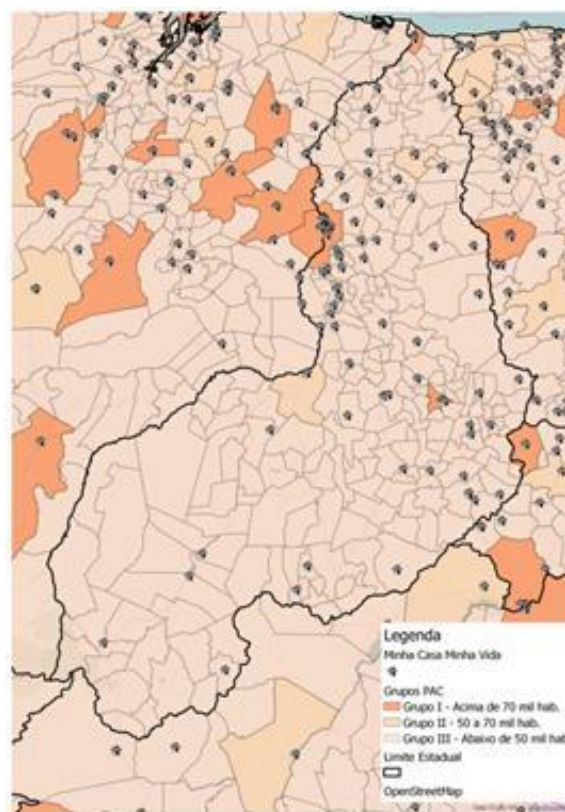 Legenda
Minha Casa Minha Vida
Grupos PAC
Grupo I - Acima de 70 mil hab.
Grupo II - 50 a 70 mil hab.
Grupo III - Abaixo de 50 mil hab
Limite Estadual
OpenStreetMap